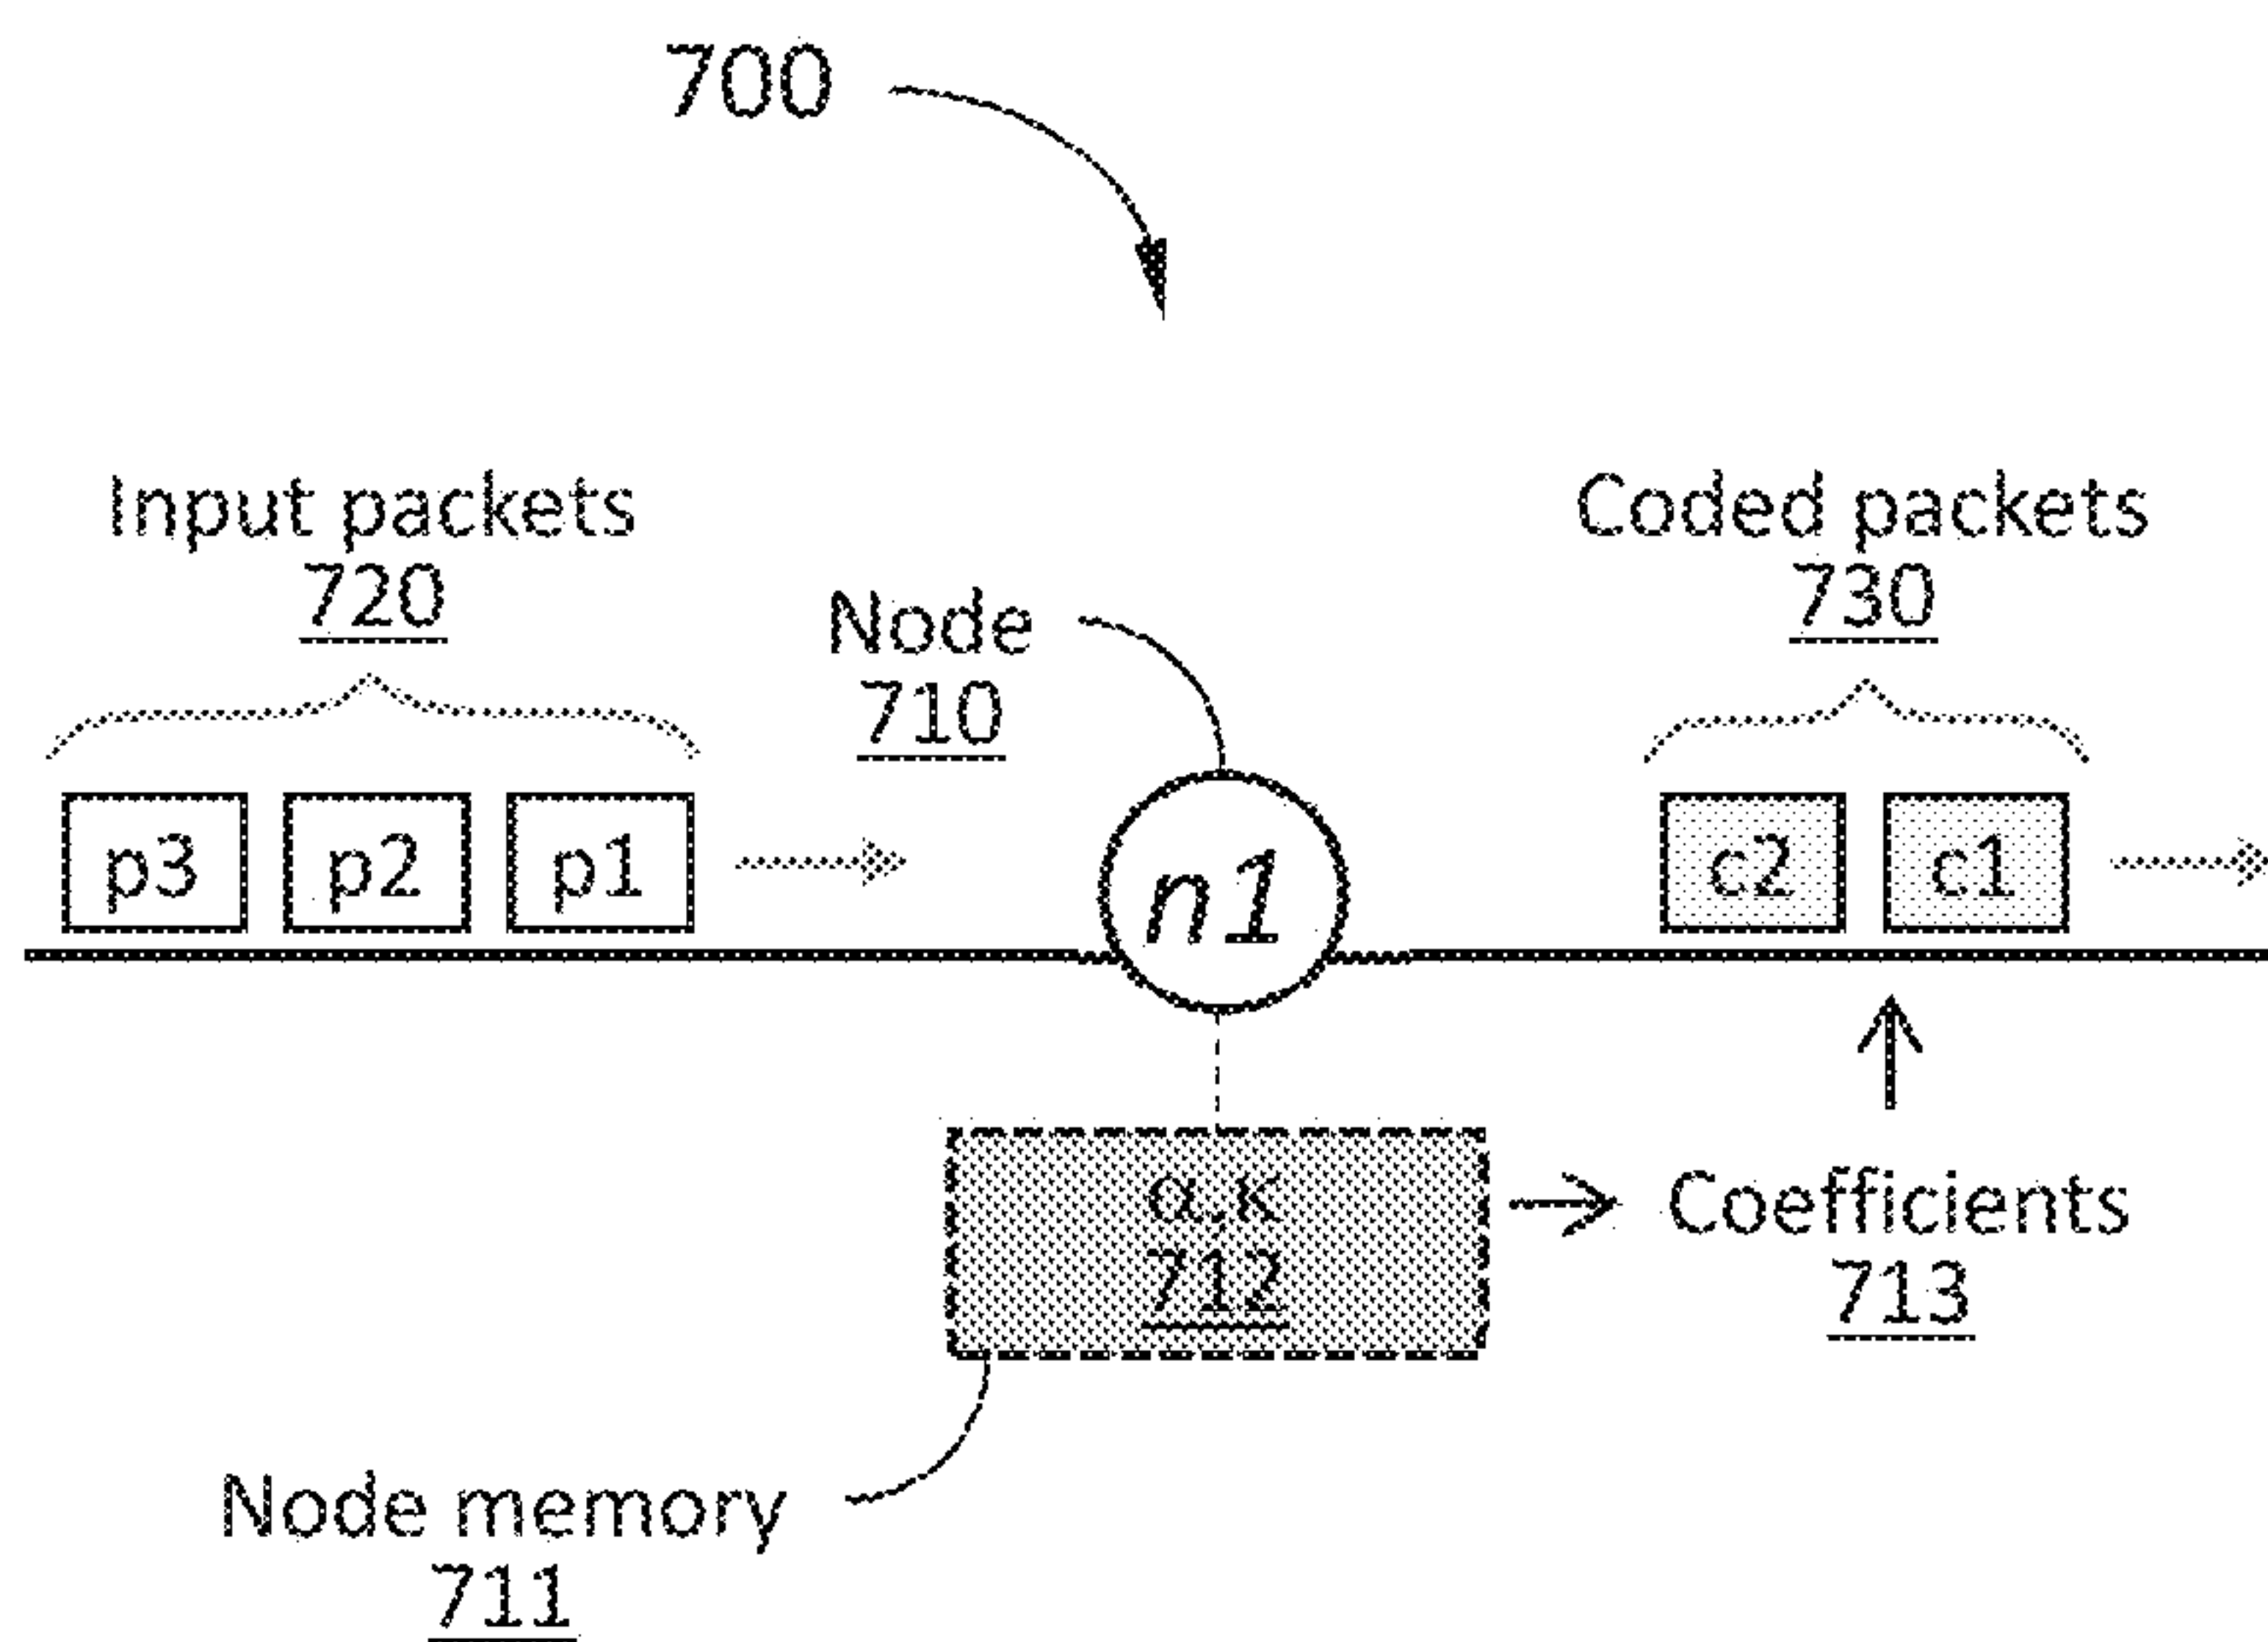 700
Input packets
720
Coded packets
730
Node
710
p3 p2 p1
n1
c2 c1
α,κ
712
Coefficients
713
Node memory
711